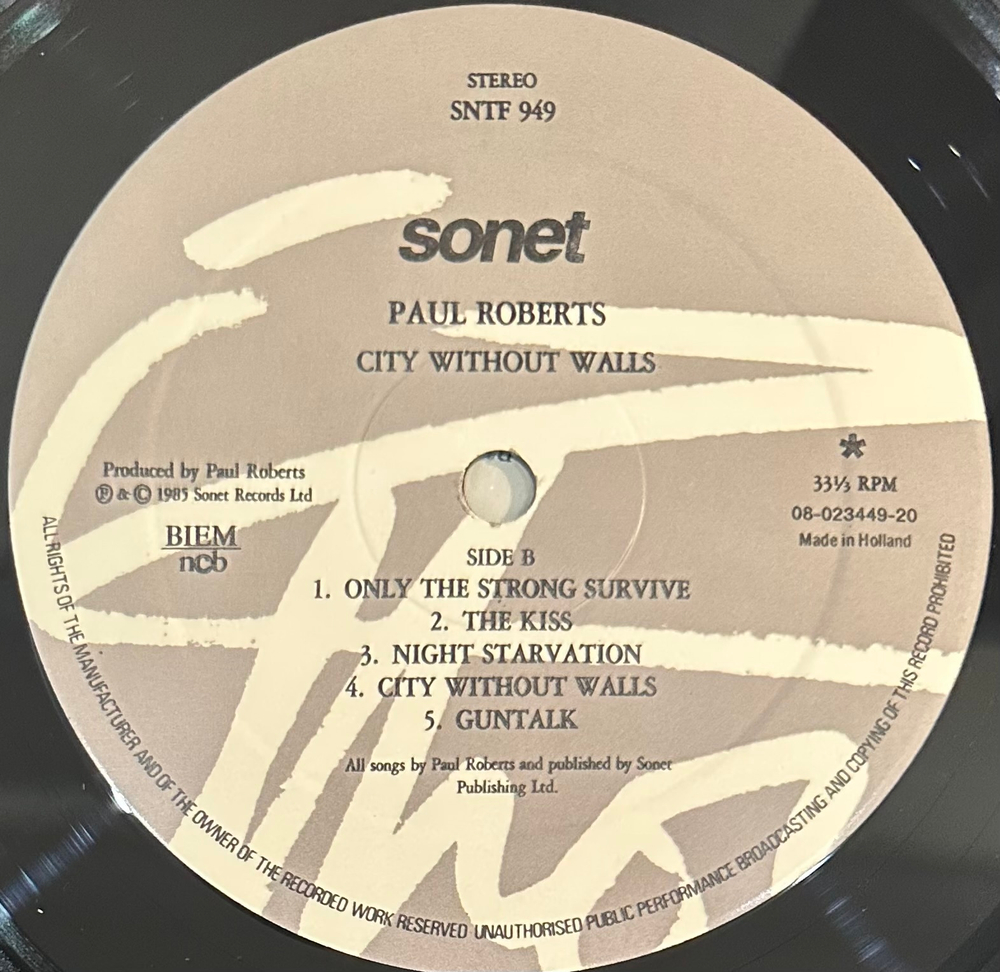 STEREO
SNTF 949
sonet
PAUL ROBERTS
CITY WITHOUT WALLS
Produced by Paul Roberts
Ⓟ & © 1985 Sonet Records Ltd
BIEM
ncb
*
33⅓ RPM
08-023449-20
Made in Holland
SIDE B
1. ONLY THE STRONG SURVIVE
2. THE KISS
3. NIGHT STARVATION
4. CITY WITHOUT WALLS
5. GUNTALK
All songs by Paul Roberts and published by Sonet
Publishing Ltd.
ALL RIGHTS OF THE MANUFACTURER AND OF THE OWNER OF THE RECORDED WORK RESERVED UNAUTHORISED PUBLIC PERFORMANCE BROADCASTING AND COPYING OF THIS RECORD PROHIBITED